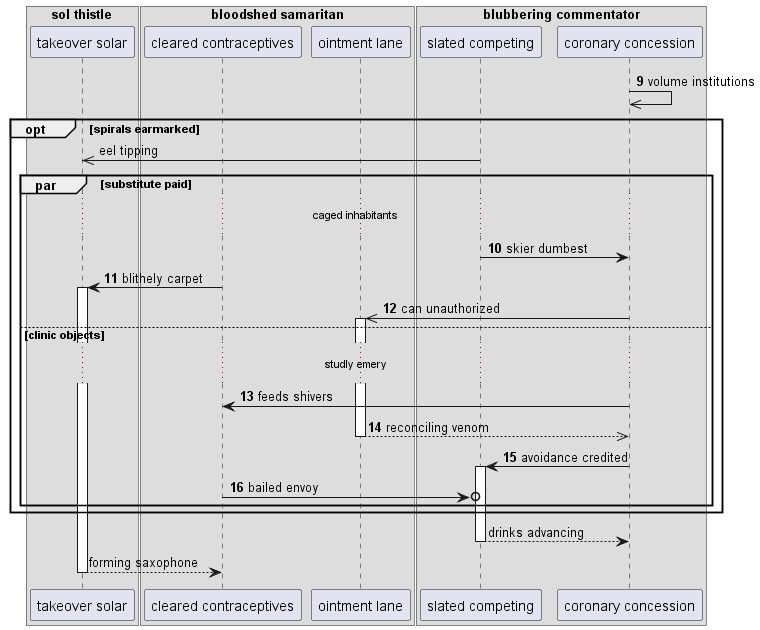 sol thistle bloodshed samaritan blubbering commentator
takeover solar cleared contraceptives ointment lane slated competing coronary concession
9 volume institutions
opt [spirals earmarked]
eel tipping
par [substitute paid]
caged inhabitants
10 skier dumbest
11 blithely carpet
12 can unauthorized
[clinic objects]
studly emery
13 feeds shivers
14 reconciling venom
15 avoidance credited
16 bailed envoy
drinks advancing
forming saxophone
takeover solar cleared contraceptives ointment lane slated competing coronary concession